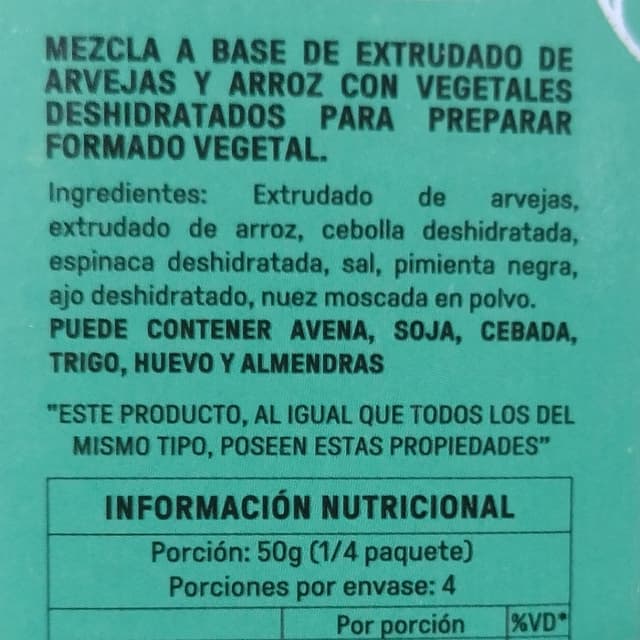 MEZCLA A BASE DE EXTRUDADO DE
ARVEJAS Y ARROZ CON VEGETALES
DESHIDRATADOS PARA PREPARAR
FORMADO VEGETAL.
Ingredientes: Extrudado de arvejas,
extrudado de arroz, cebolla deshidratada,
espinaca deshidratada, sal, pimienta negra,
ajo deshidratado, nuez moscada en polvo.
PUEDE CONTENER AVENA, SOJA, CEBADA,
TRIGO, HUEVO Y ALMENDRAS
"ESTE PRODUCTO, AL IGUAL QUE TODOS LOS DEL
MISMO TIPO, POSEEN ESTAS PROPIEDADES"
INFORMACIÓN NUTRICIONAL
Porción: 50g (1/4 paquete)
Porciones por envase: 4
Por porción %VD*